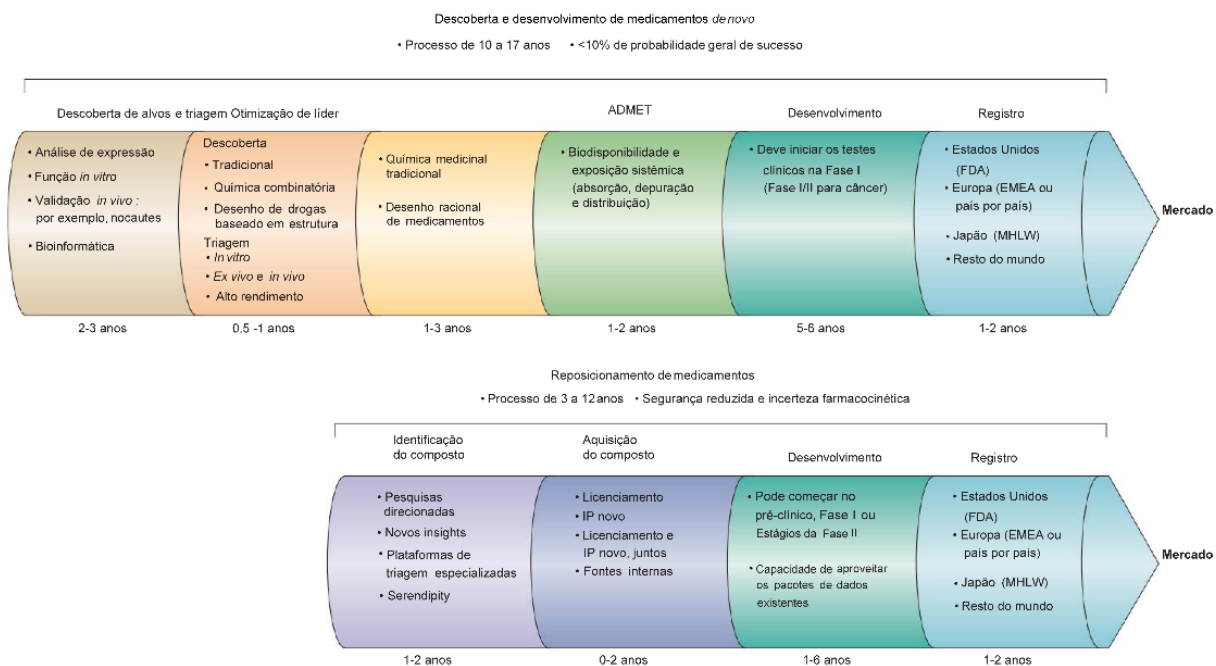 Descoberta e desenvolvimento de medicamentos de novo
• Processo de 10 a 17 anos • <10% de probabilidade geral de sucesso
Descoberta de alvos e triagem Otimização de líder
ADMET
Desenvolvimento
Registro
• Análise de expressão
• Função in vitro
• Validação in vivo :
por exemplo, nocautes
• Bioinformática
Descoberta
• Tradicional
• Química combinatória
• Desenho de drogas
baseado em estrutura
Triagem
• In vitro
• Ex vivo e in vivo
• Alto rendimento
• Química medicinal
tradicional
• Desenho racional
de medicamentos
• Biodisponibilidade e
exposição sistêmica
(absorção, depuração
e distribuição)
• Deve iniciar os testes
clínicos na Fase I
(Fase I/II para câncer)
• Estados Unidos
(FDA)
• Europa (EMEA ou
país por país)
• Japão (MHLW)
• Resto do mundo
Mercado
2-3 anos
0,5 -1 anos
1-3 anos
1-2 anos
5-6 anos
1-2 anos
Reposicionamento de medicamentos
• Processo de 3 a 12 anos • Segurança reduzida e incerteza farmacocinética
Identificação
do composto
Aquisição
do composto
Desenvolvimento
Registro
• Pesquisas
direcionadas
• Novos insights
• Plataformas de
triagem especializadas
• Serendipity
• Licenciamento
• IP novo
• Licenciamento e
IP novo, juntos
• Fontes internas
• Pode começar no
pré-clínico, Fase I ou
Estágios da Fase II
• Capacidade de aproveitar
os pacotes de dados
existentes
• Estados Unidos
(FDA)
• Europa (EMEA ou
país por país)
• Japão (MHLW)
• Resto do mundo
Mercado
1-2 anos
0-2 anos
1-6 anos
1-2 anos